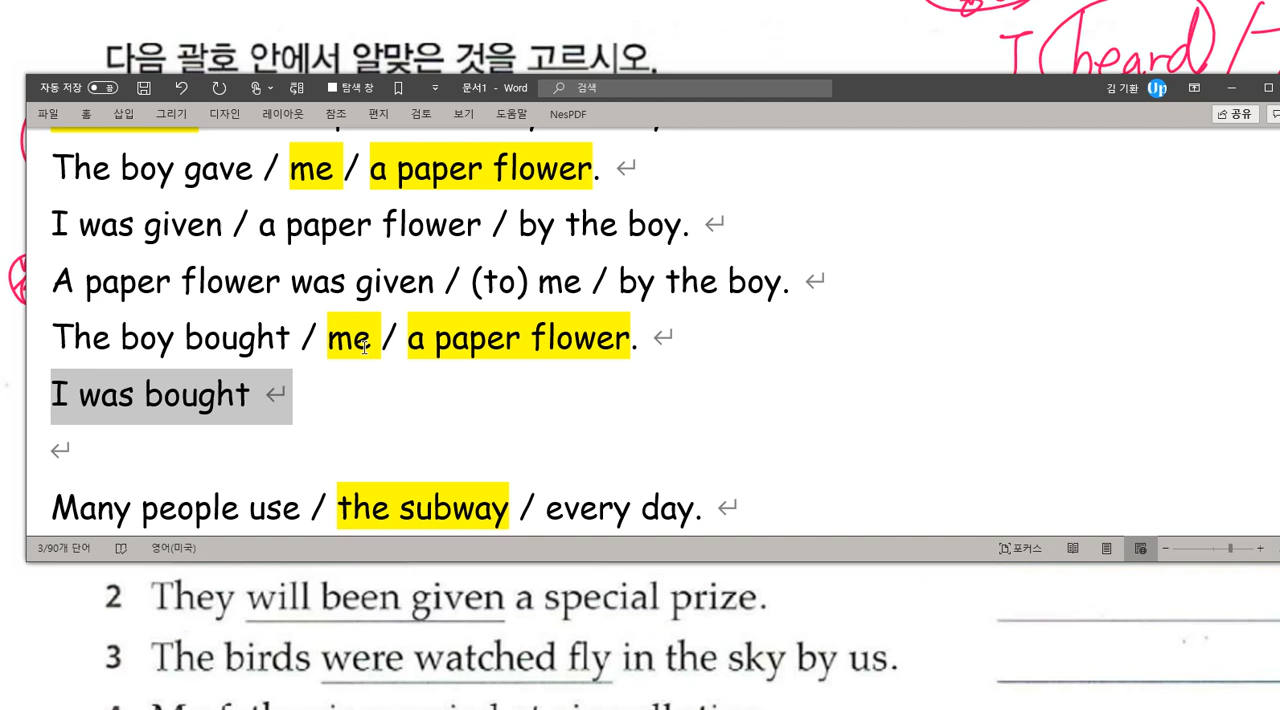 다음 괄호 안에서 알맞은 것을 고르시오.
I (heard) /
자동 저장 끔 탐색 창 문서1 - Word 검색 김 기환 Up
파일 홈 삽입 그리기 디자인 레이아웃 참조 편지 검토 보기 도움말 NesPDF 공유
The boy gave / me / a paper flower. ↵
I was given / a paper flower / by the boy. ↵
A paper flower was given / (to) me / by the boy. ↵
The boy bought / me / a paper flower. ↵
I was bought ↵
↵
Many people use / the subway / every day. ↵
3/90개 단어 영어(미국) 포커스 − +
2 They will been given a special prize.
3 The birds were watched fly in the sky by us.